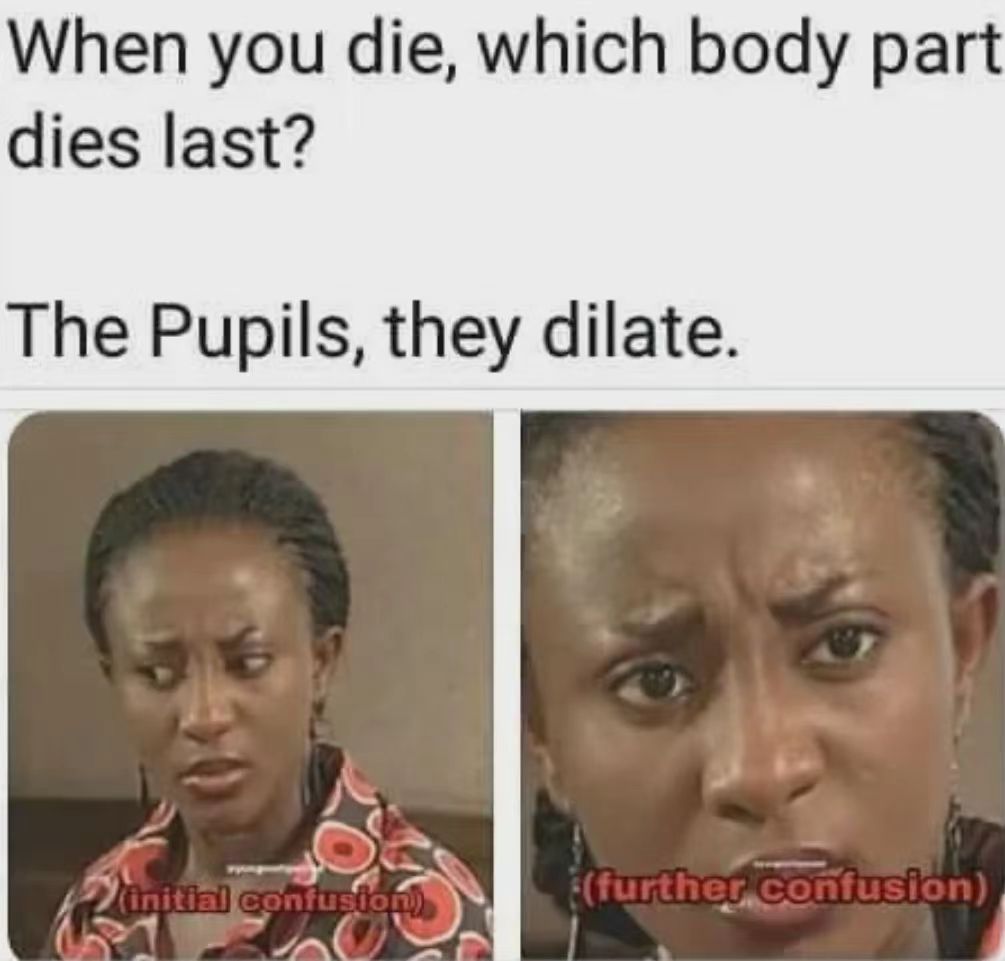 When you die, which body part
dies last?
The Pupils, they dilate.
(initial confusion)
(further confusion)